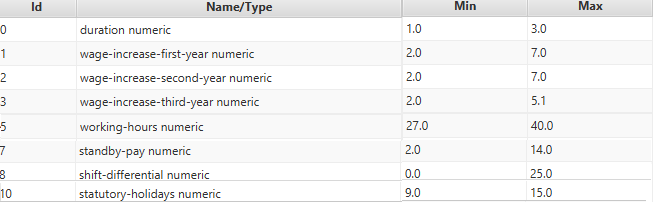 Id Name/Type Min Max
0 duration numeric 1.0 3.0
1 wage-increase-first-year numeric 2.0 7.0
2 wage-increase-second-year numeric 2.0 7.0
3 wage-increase-third-year numeric 2.0 5.1
5 working-hours numeric 27.0 40.0
7 standby-pay numeric 2.0 14.0
8 shift-differential numeric 0.0 25.0
10 statutory-holidays numeric 9.0 15.0